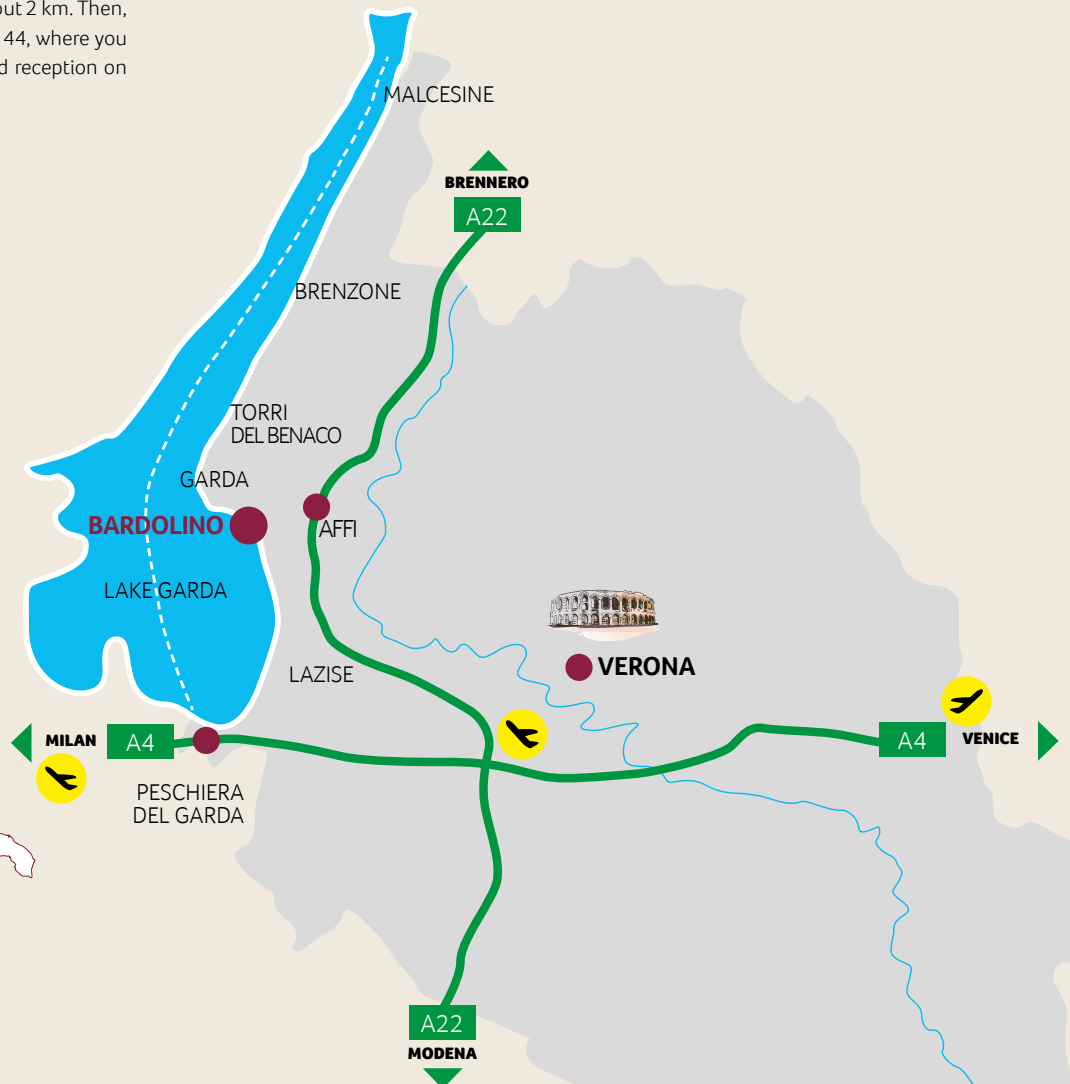 out 2 km. Then,
44, where you
d reception on
MALCESINE
BRENNERO
A22
BRENZONE
TORRI
DEL BENACO
GARDA
BARDOLINO
AFFI
LAKE GARDA
VERONA
LAZISE
MILAN
A4
A4
VENICE
PESCHIERA
DEL GARDA
A22
MODENA